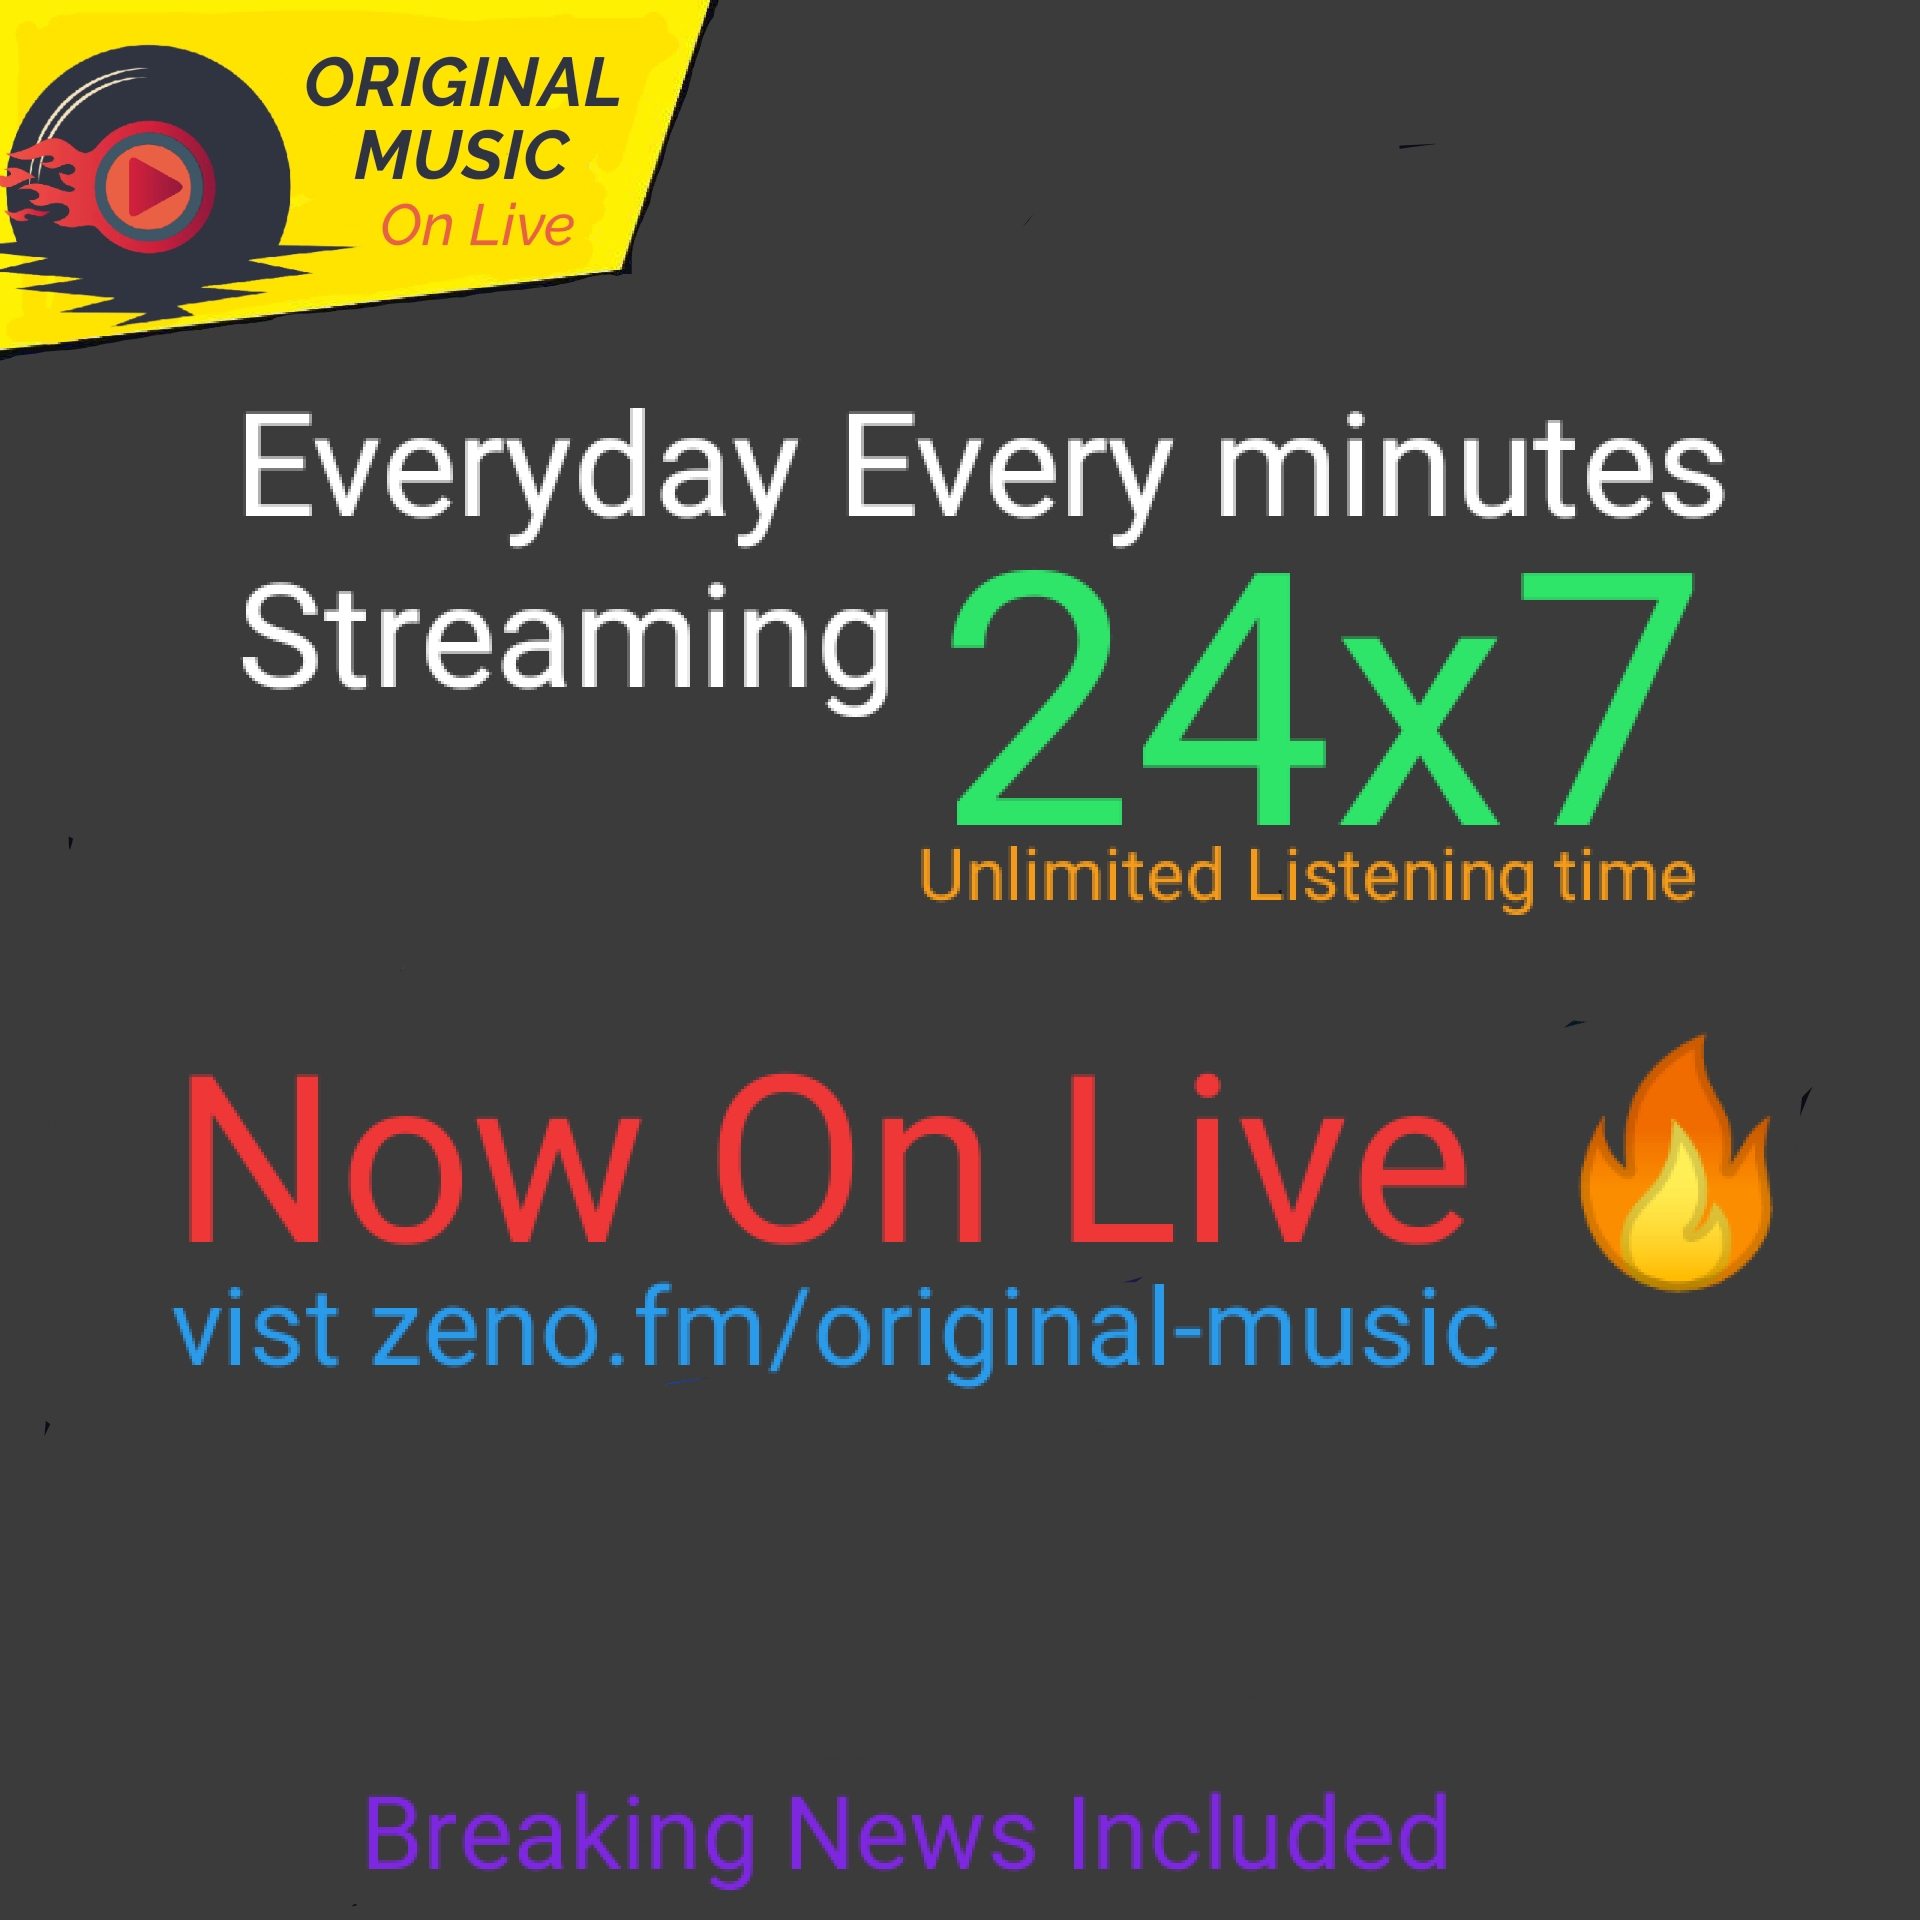 ORIGINAL
MUSIC
On Live
Everyday Every minutes
Streaming 24x7
Unlimited Listening time
Now On Live 🔥
vist zeno.fm/original-music
Breaking News Included